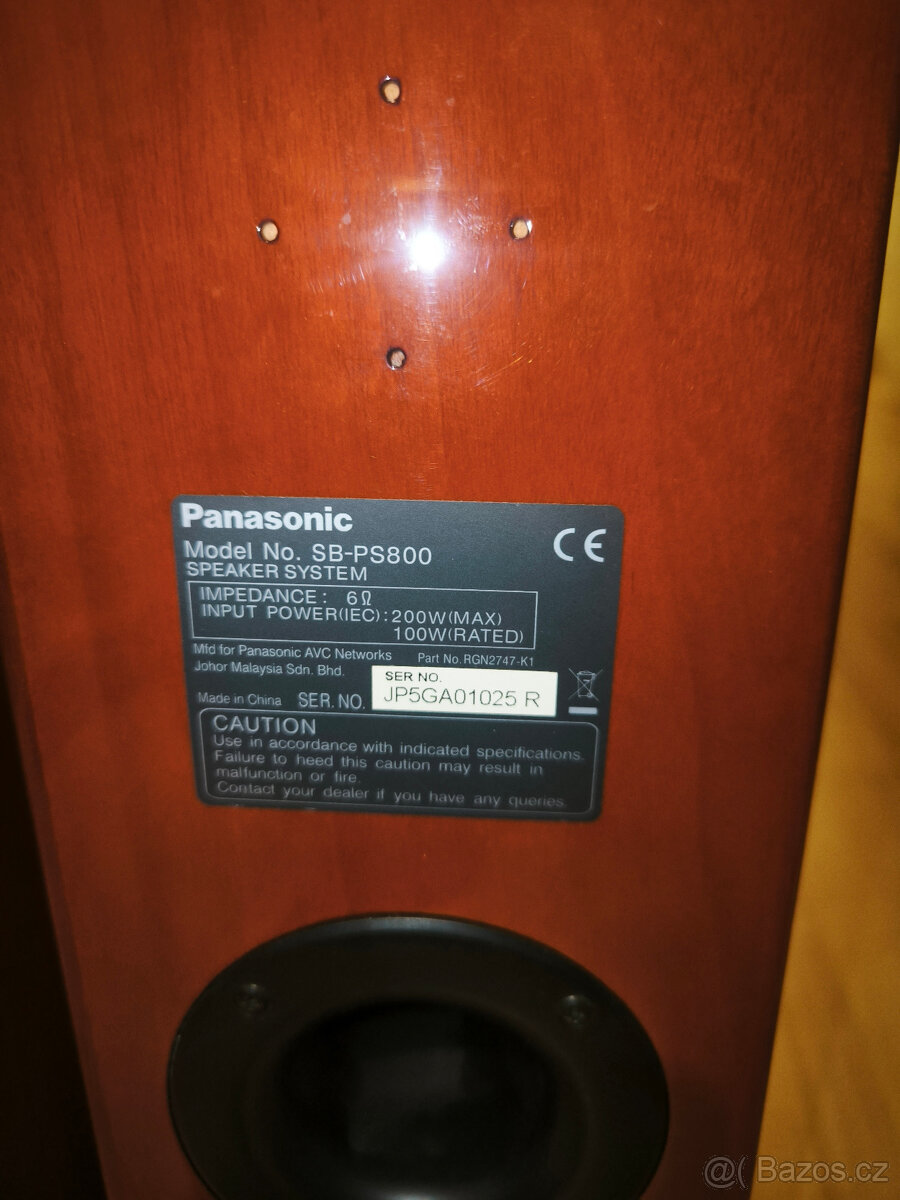 Panasonic
CE
Model No. SB-PS800
SPEAKER SYSTEM
IMPEDANCE: 6Ω
INPUT POWER(IEC): 200W(MAX)
100W(RATED)
Mfd for Panasonic AVC Networks
Johor Malaysia Sdn. Bhd.
Part No. RGN2747-K1
Made in China
SER. NO.
SER NO.
JP5GA01025 R
CAUTION
Use in accordance with indicated specifications.
Failure to heed this caution may result in
malfunction or fire.
Contact your dealer if you have any queries.
@( Bazos.cz